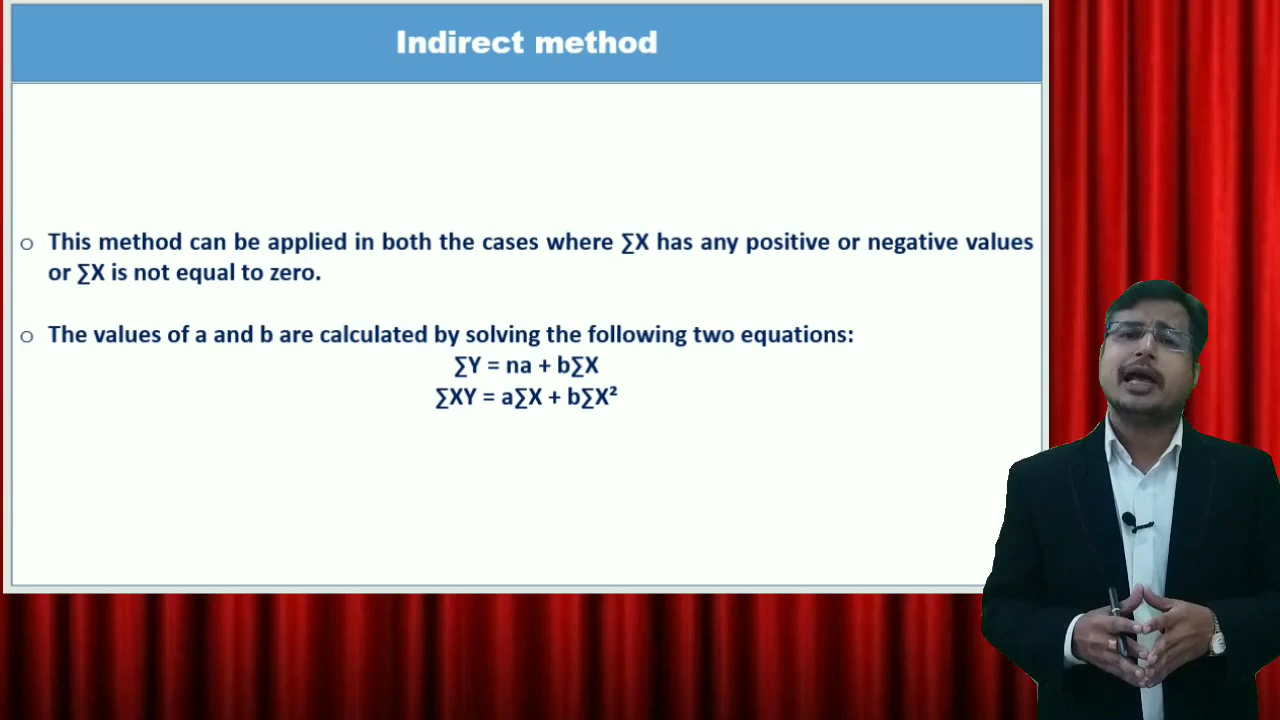 Indirect method
o This method can be applied in both the cases where ∑X has any positive or negative values
or ∑X is not equal to zero.
o The values of a and b are calculated by solving the following two equations:
∑Y = na + b∑X
∑XY = a∑X + b∑X²